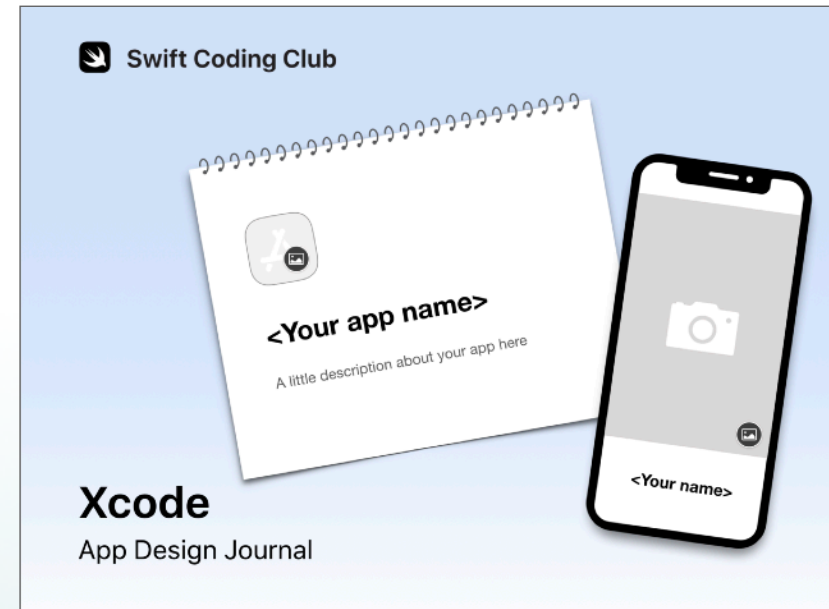 Swift Coding Club
<Your app name>
A little description about your app here
<Your name>
Xcode
App Design Journal